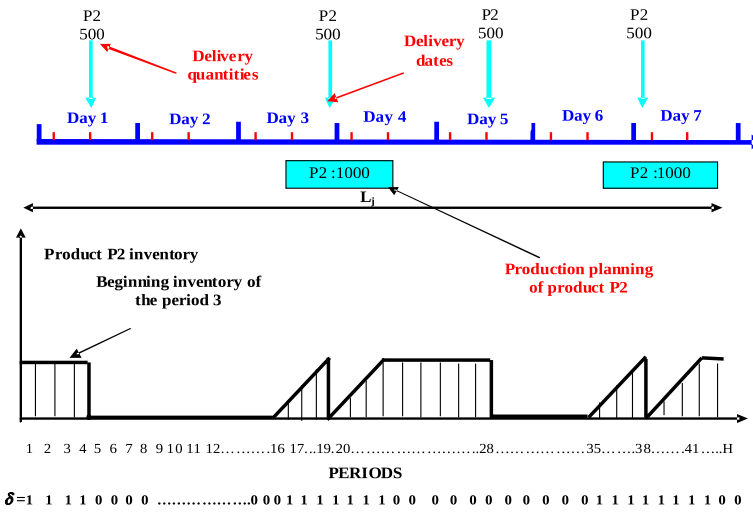 P2 P2 P2 P2
500 500 500 500
Delivery
quantities
Delivery
dates
Day 1 Day 2 Day 3 Day 4 Day 5 Day 6 Day 7
P2 :1000 P2 :1000
Lj
Product P2 inventory
Beginning inventory of
the period 3
Production planning
of product P2
1 2 3 4 5 6 7 8 9 10 11 12……….16 17…19.20……………………..28………………35…….38…….41…..H
PERIODS
δ=1 1 1 1 0 0 0 0 ……………….0 0 0 1 1 1 1 1 1 1 1 0 0 0 0 0 0 0 0 0 0 0 0 1 1 1 1 1 1 1 1 0 0